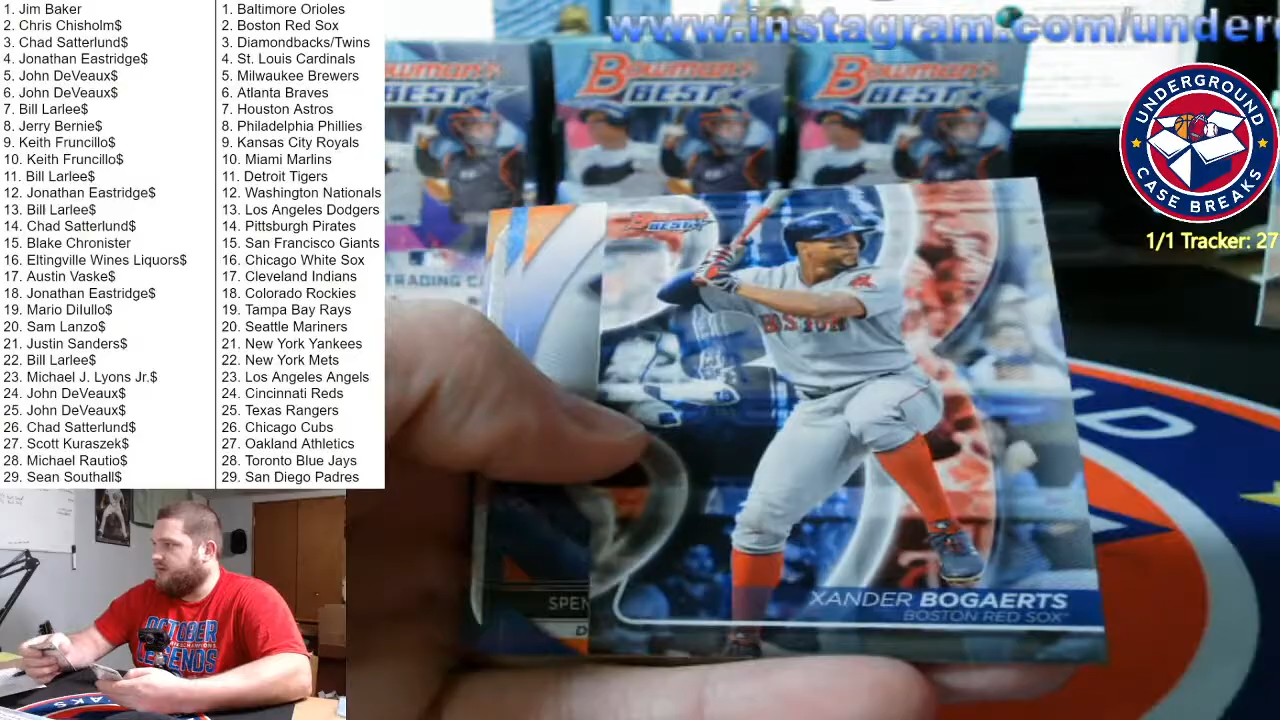 1. Jim Baker
2. Chris Chisholm$
3. Chad Satterlund$
4. Jonathan Eastridge$
5. John DeVeaux$
6. John DeVeaux$
7. Bill Larlee$
8. Jerry Bernie$
9. Keith Fruncillo$
10. Keith Fruncillo$
11. Bill Larlee$
12. Jonathan Eastridge$
13. Bill Larlee$
14. Chad Satterlund$
15. Blake Chronister
16. Eltingville Wines Liquors$
17. Austin Vaske$
18. Jonathan Eastridge$
19. Mario DiIullo$
20. Sam Lanzo$
21. Justin Sanders$
22. Bill Larlee$
23. Michael J. Lyons Jr.$
24. John DeVeaux$
25. John DeVeaux$
26. Chad Satterlund$
27. Scott Kuraszek$
28. Michael Rautio$
29. Sean Southall$
1. Baltimore Orioles
2. Boston Red Sox
3. Diamondbacks/Twins
4. St. Louis Cardinals
5. Milwaukee Brewers
6. Atlanta Braves
7. Houston Astros
8. Philadelphia Phillies
9. Kansas City Royals
10. Miami Marlins
11. Detroit Tigers
12. Washington Nationals
13. Los Angeles Dodgers
14. Pittsburgh Pirates
15. San Francisco Giants
16. Chicago White Sox
17. Cleveland Indians
18. Colorado Rockies
19. Tampa Bay Rays
20. Seattle Mariners
21. New York Yankees
22. New York Mets
23. Los Angeles Angels
24. Cincinnati Reds
25. Texas Rangers
26. Chicago Cubs
27. Oakland Athletics
28. Toronto Blue Jays
29. San Diego Padres
www.instagram.com/under
UNDERGROUND
CASE BREAKS
1/1 Tracker: 27
Bowman's
BEST
Bowman's
BEST
Bowman's
BEST
TRADING C
Bowman's
BEST
BOSTON
XANDER BOGAERTS
BOSTON RED SOX
SPEN
D
D
OCTOBER
LEGENDS